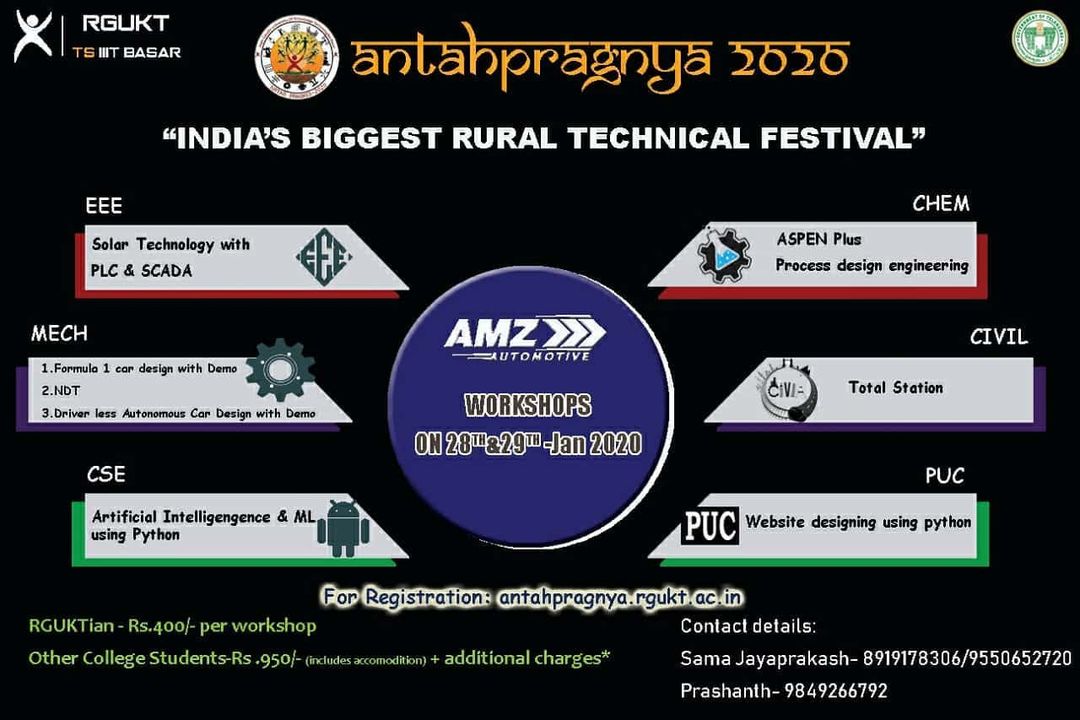 RGUKT
TS IIIT BASAR
antahpragnya 2020
“INDIA’S BIGGEST RURAL TECHNICAL FESTIVAL”
EEE
Solar Technology with
PLC & SCADA
EEE
MECH
1.Formula 1 car design with Demo
2.NDT
3.Driver less Autonomous Car Design with Demo
CSE
Artificial Intelligengence & ML
using Python
AMZ
AUTOMOTIVE
WORKSHOPS
ON 28TH&29TH -Jan 2020
CHEM
ASPEN Plus
Process design engineering
CIVIL
CIVIL
Total Station
PUC
PUC
Website designing using python
For Registration: antahpragnya.rgukt.ac.in
RGUKTian - Rs.400/- per workshop
Other College Students-Rs .950/- (includes accomodition) + additional charges*
Contact details:
Sama Jayaprakash- 8919178306/9550652720
Prashanth- 9849266792